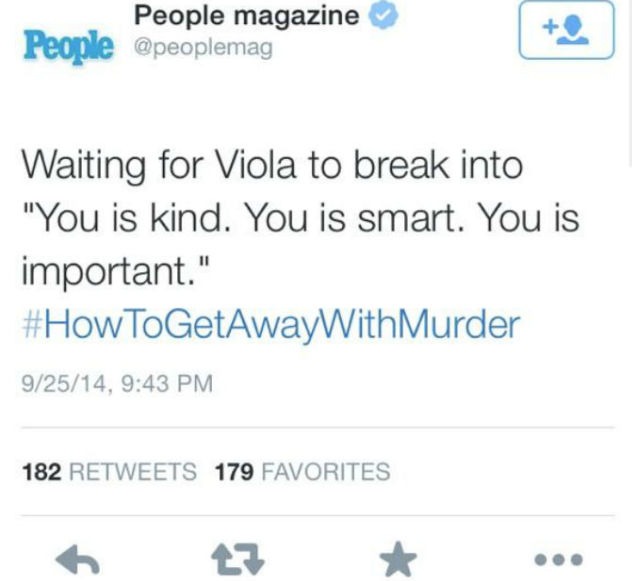 People magazine
People @peoplemag
Waiting for Viola to break into
"You is kind. You is smart. You is
important."
#HowToGetAwayWithMurder
9/25/14, 9:43 PM
182 RETWEETS 179 FAVORITES